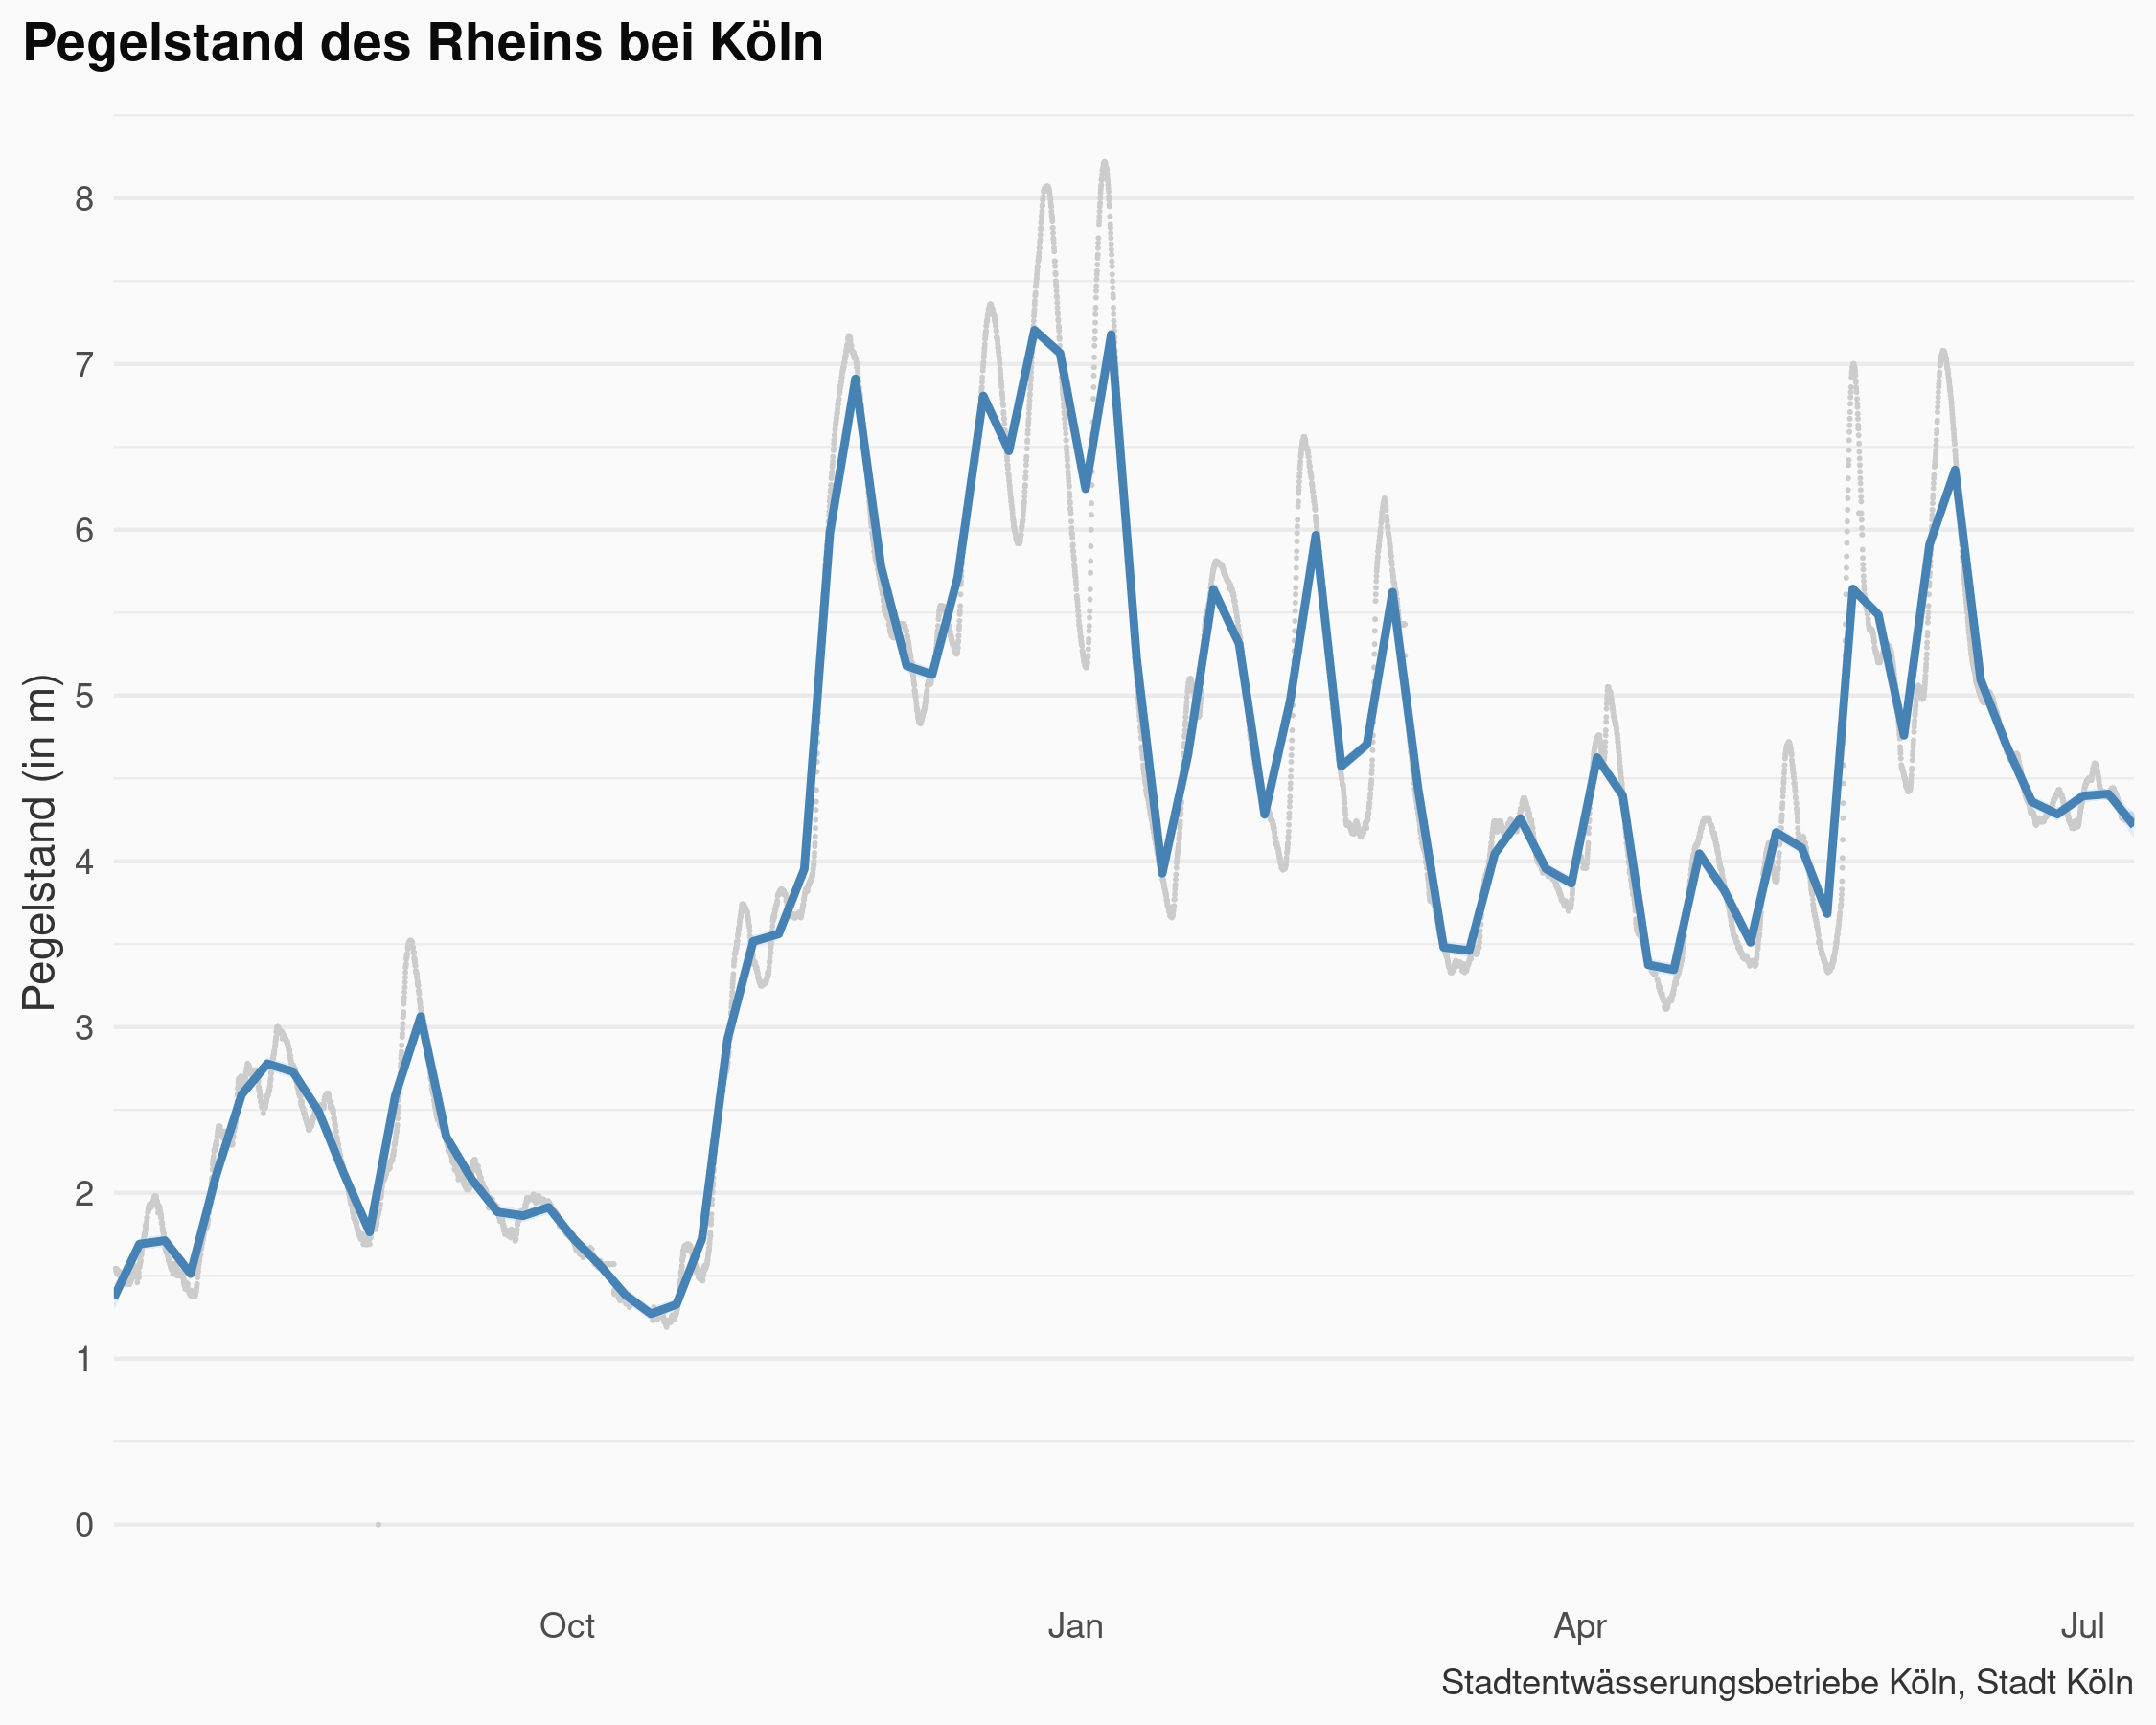 Pegelstand des Rheins bei Köln
Pegelstand (in m)
8
7
6
5
4
3
2
1
0
Oct Jan Apr Jul
Stadtentwässerungsbetriebe Köln, Stadt Köln